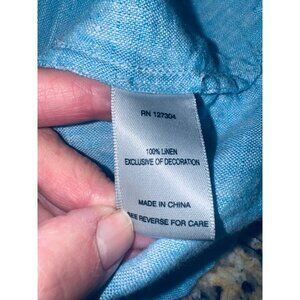 RN 127304
100% LINEN
EXCLUSIVE OF DECORATION
MADE IN CHINA
SEE REVERSE FOR CARE